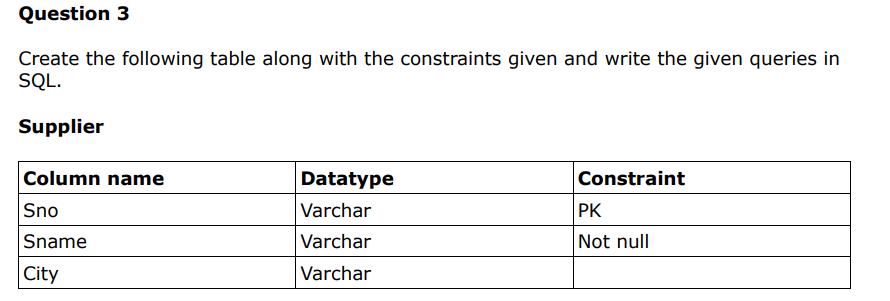 Question 3
Create the following table along with the constraints given and write the given queries in
SQL.
Supplier
Column name Datatype Constraint
Sno Varchar PK
Sname Varchar Not null
City Varchar